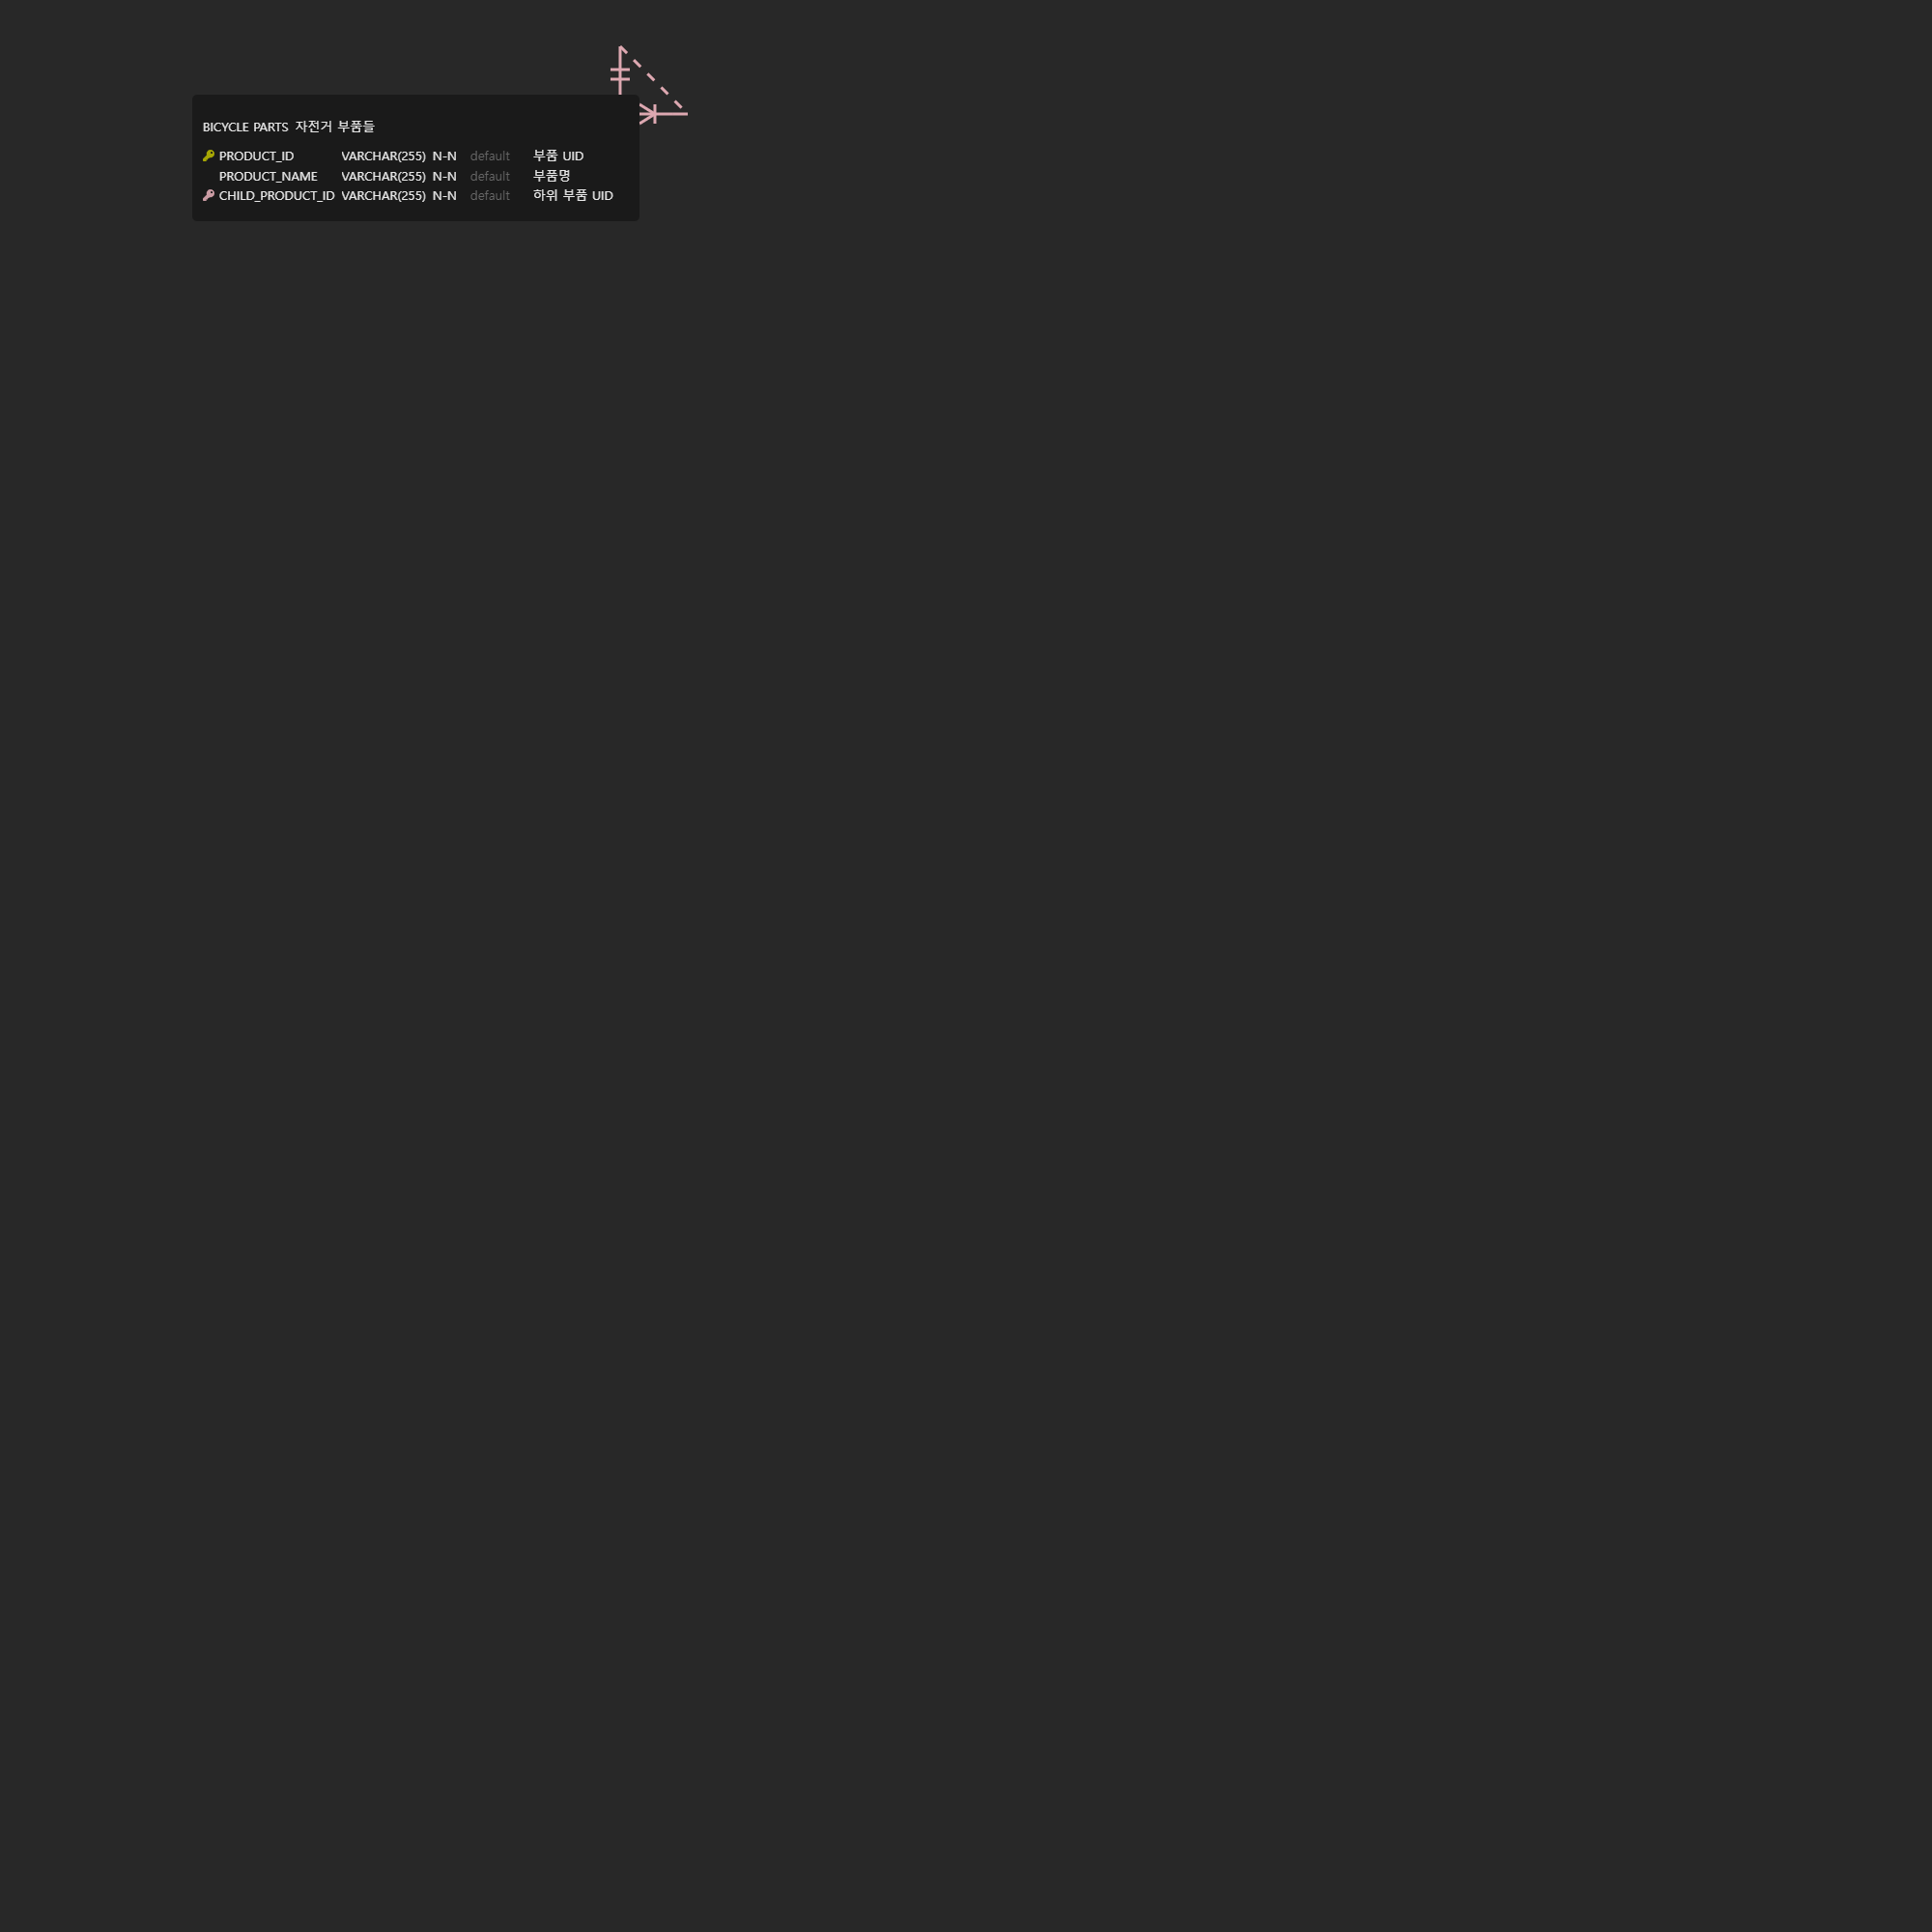 BICYCLE PARTS 자전거 부품들
PRODUCT_ID VARCHAR(255) N-N default 부품 UID
PRODUCT_NAME VARCHAR(255) N-N default 부품명
CHILD_PRODUCT_ID VARCHAR(255) N-N default 하위 부품 UID